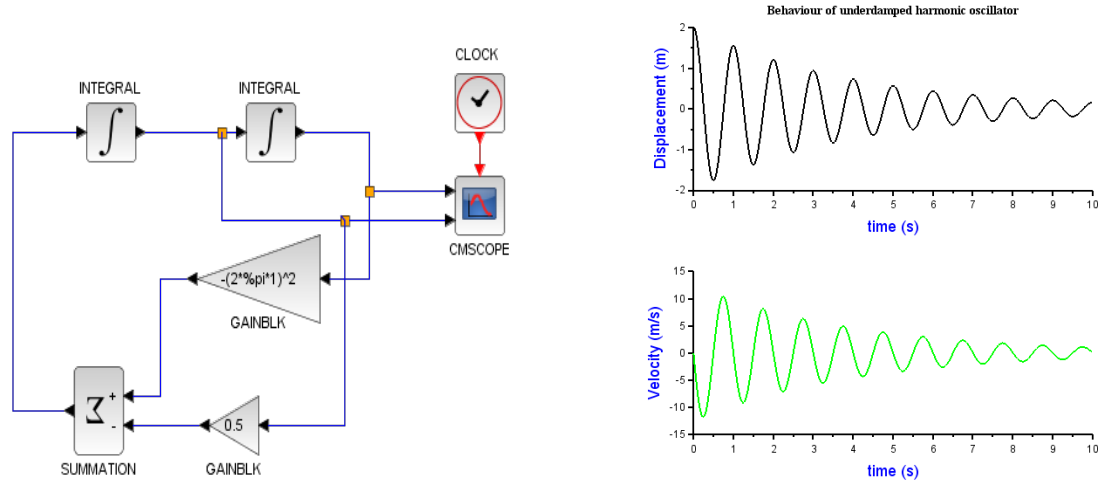 CLOCK
INTEGRAL
INTEGRAL
∫
∫
CMSCOPE
-(2*%pi*1)^2
GAINBLK
Σ
+
-
0.5
SUMMATION
GAINBLK
Behaviour of underdamped harmonic oscillator
Displacement (m)
2
1
0
-1
-2
0 1 2 3 4 5 6 7 8 9 10
time (s)
Velocity (m/s)
15
10
5
0
-5
-10
-15
0 1 2 3 4 5 6 7 8 9 10
time (s)